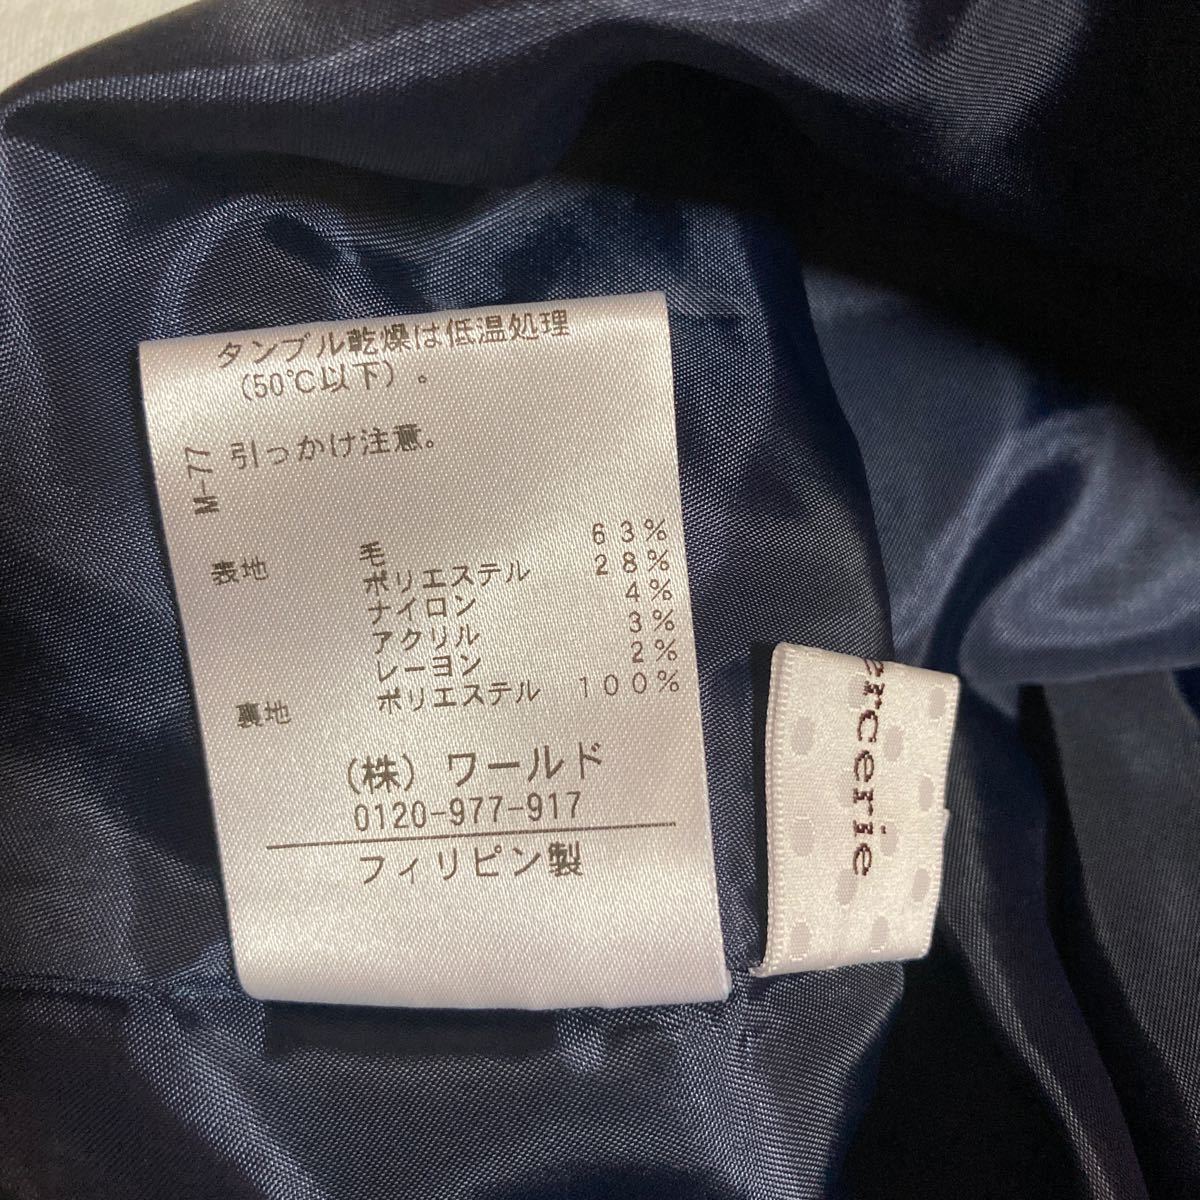 タンブル乾燥は低温処理
(50℃以下)。
引っかけ注意。
M-77
表地 毛 63%
ポリエステル 28%
ナイロン 4%
アクリル 3%
レーヨン 2%
裏地 ポリエステル 100%
(株) ワールド
0120-977-917
フィリピン製
ercerie